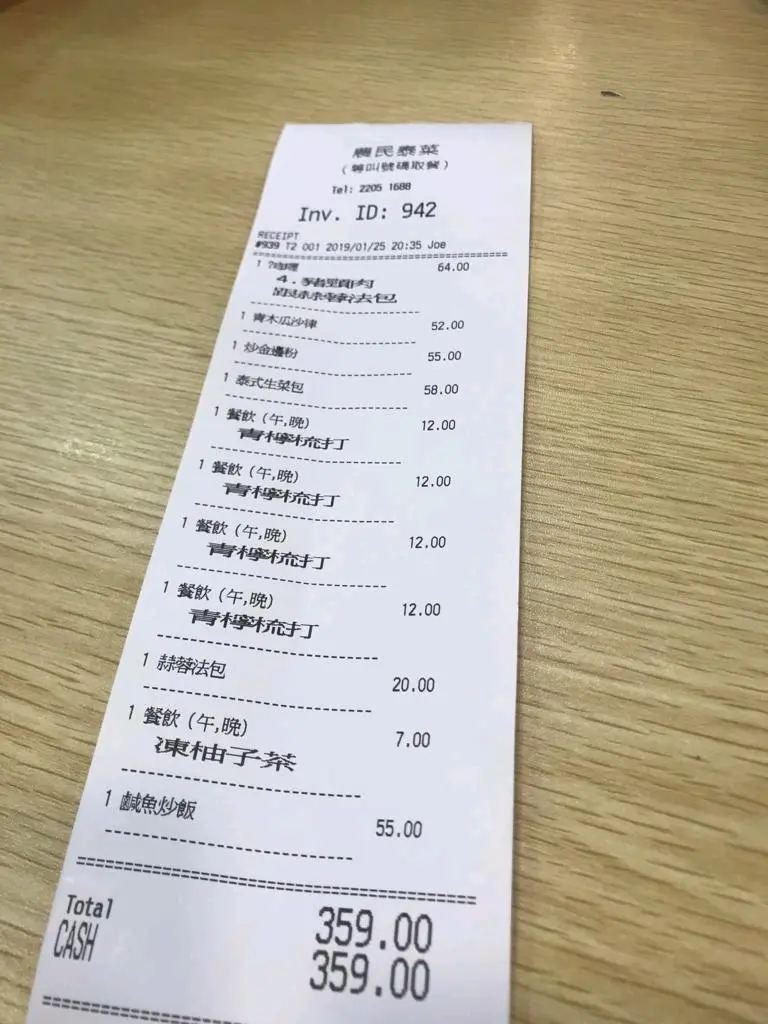 農民泰菜
(等叫號碼取餐)
Tel: 2205 1688
Inv. ID: 942
RECEIPT
#939 T2 001 2019/01/25 20:35 Joe
1 ?咖喱 64.00
4.豬頸肉
跟蒜蓉法包
1 青木瓜沙律 52.00
1 炒金邊粉 55.00
1 泰式生菜包 58.00
1 餐飲(午,晚) 12.00
青檸梳打
1 餐飲(午,晚) 12.00
青檸梳打
1 餐飲(午,晚) 12.00
青檸梳打
1 餐飲(午,晚) 12.00
青檸梳打
1 蒜蓉法包 20.00
1 餐飲(午,晚) 7.00
凍柚子茶
1 鹹魚炒飯 55.00
Total 359.00
CASH 359.00